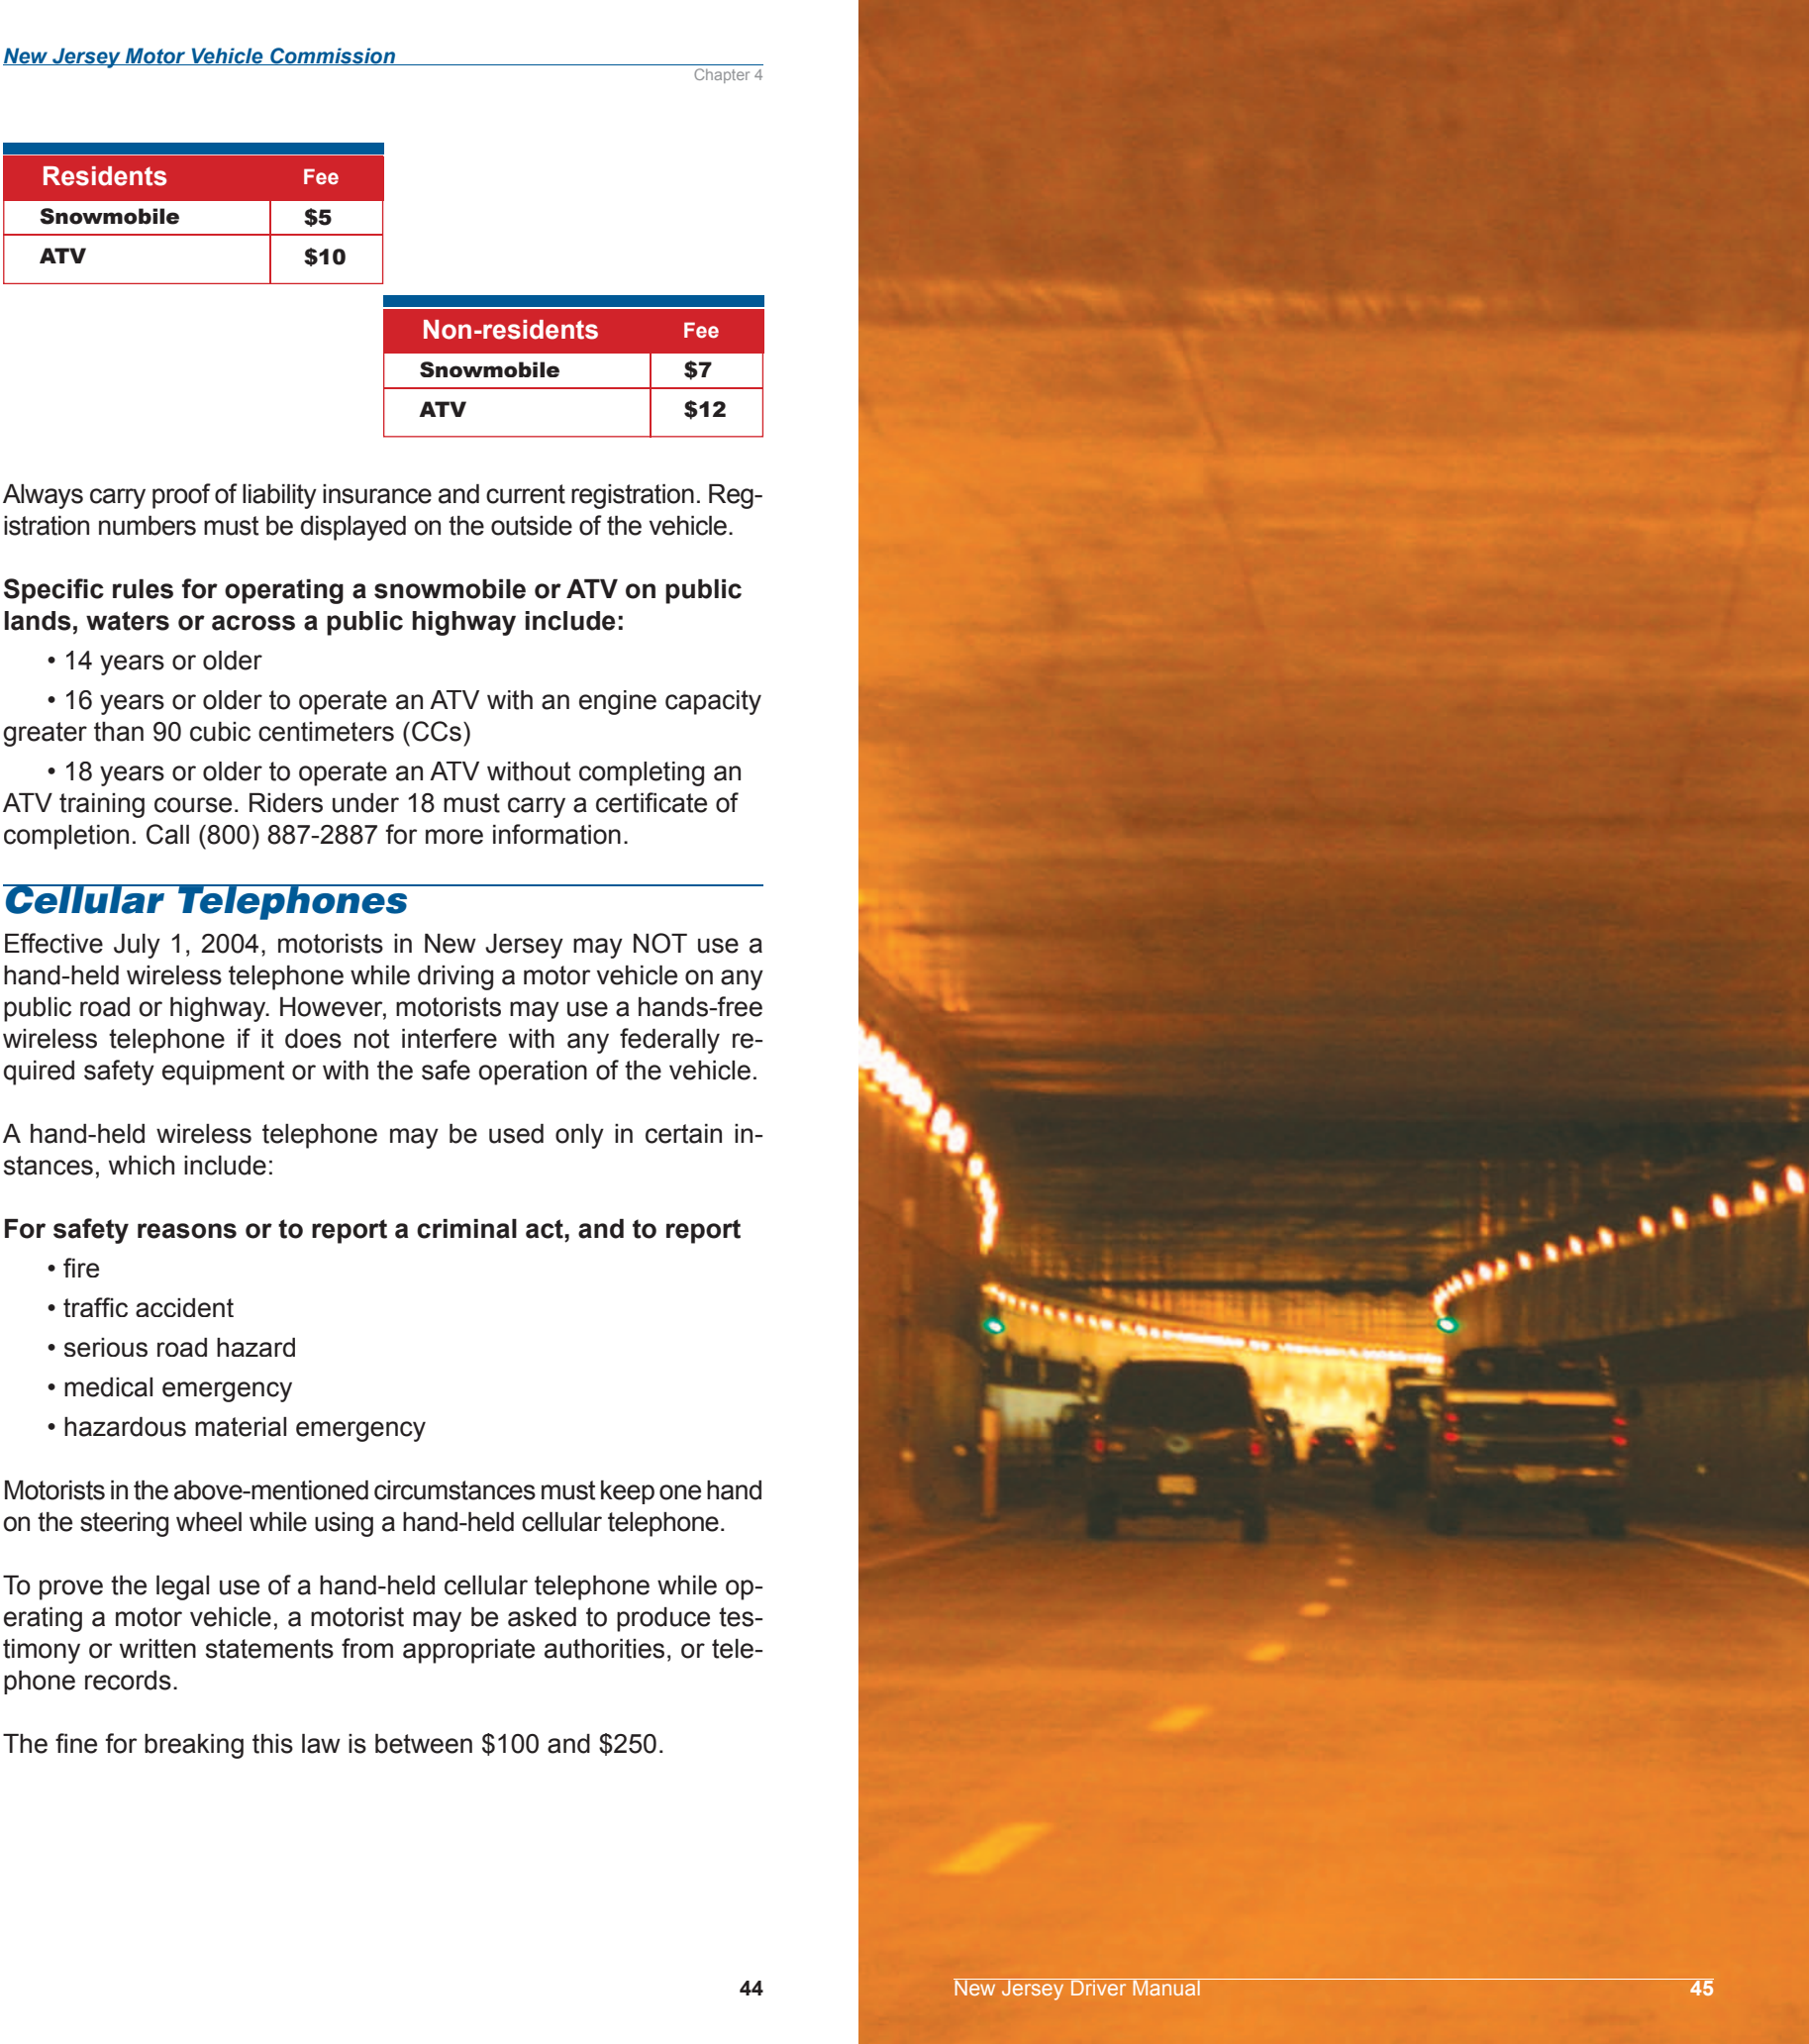 New Jersey Motor Vehicle Commission
Chapter 4
Residents Fee
Snowmobile $5
ATV $10
Non-residents Fee
Snowmobile $7
ATV $12
Always carry proof of liability insurance and current registration. Reg-
istration numbers must be displayed on the outside of the vehicle.
Specific rules for operating a snowmobile or ATV on public
lands, waters or across a public highway include:
• 14 years or older
• 16 years or older to operate an ATV with an engine capacity
greater than 90 cubic centimeters (CCs)
• 18 years or older to operate an ATV without completing an
ATV training course. Riders under 18 must carry a certificate of
completion. Call (800) 887-2887 for more information.
Cellular Telephones
Effective July 1, 2004, motorists in New Jersey may NOT use a
hand-held wireless telephone while driving a motor vehicle on any
public road or highway. However, motorists may use a hands-free
wireless telephone if it does not interfere with any federally re-
quired safety equipment or with the safe operation of the vehicle.
A hand-held wireless telephone may be used only in certain in-
stances, which include:
For safety reasons or to report a criminal act, and to report
• fire
• traffic accident
• serious road hazard
• medical emergency
• hazardous material emergency
Motorists in the above-mentioned circumstances must keep one hand
on the steering wheel while using a hand-held cellular telephone.
To prove the legal use of a hand-held cellular telephone while op-
erating a motor vehicle, a motorist may be asked to produce tes-
timony or written statements from appropriate authorities, or tele-
phone records.
The fine for breaking this law is between $100 and $250.
44
New Jersey Driver Manual 45